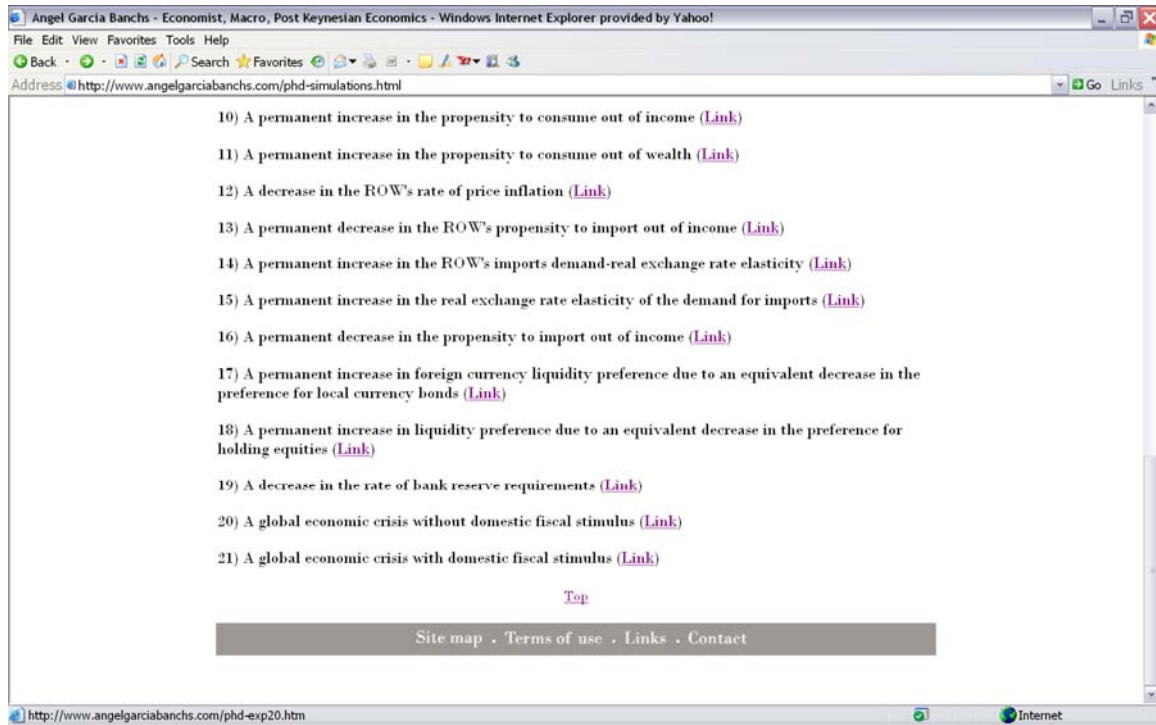 Angel Garcia Banchs - Economist, Macro, Post Keynesian Economics - Windows Internet Explorer provided by Yahoo!
File Edit View Favorites Tools Help
Back Search Favorites
Address http://www.angelgarciabanchs.com/phd-simulations.html Go Links
10) A permanent increase in the propensity to consume out of income (Link)
11) A permanent increase in the propensity to consume out of wealth (Link)
12) A decrease in the ROW's rate of price inflation (Link)
13) A permanent decrease in the ROW's propensity to import out of income (Link)
14) A permanent increase in the ROW's imports demand-real exchange rate elasticity (Link)
15) A permanent increase in the real exchange rate elasticity of the demand for imports (Link)
16) A permanent decrease in the propensity to import out of income (Link)
17) A permanent increase in foreign currency liquidity preference due to an equivalent decrease in the
preference for local currency bonds (Link)
18) A permanent increase in liquidity preference due to an equivalent decrease in the preference for
holding equities (Link)
19) A decrease in the rate of bank reserve requirements (Link)
20) A global economic crisis without domestic fiscal stimulus (Link)
21) A global economic crisis with domestic fiscal stimulus (Link)
Top
Site map . Terms of use . Links . Contact
http://www.angelgarciabanchs.com/phd-exp20.htm Internet